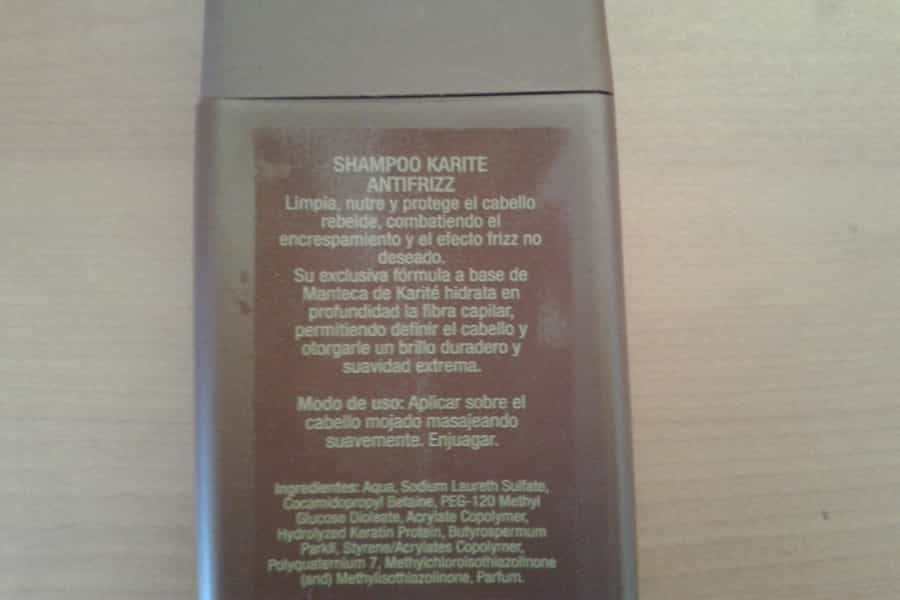 SHAMPOO KARITE
ANTIFRIZZ
Limpia, nutre y protege el cabello
rebelde, combatiendo el
encrespamiento y el efecto frizz no
deseado.
Su exclusiva fórmula a base de
Manteca de Karité hidrata en
profundidad la fibra capilar,
permitiendo definir el cabello y
otorgarle un brillo duradero y
suavidad extrema.
Modo de uso: Aplicar sobre el
cabello mojado masajeando
suavemente. Enjuagar.
Ingredientes: Aqua, Sodium Laureth Sulfate,
Cocamidopropyl Betaine, PEG-120 Methyl
Glucose Dioleate, Acrylate Copolymer,
Hydrolyzed Keratin Protein, Butyrospermum
Parkii, Styrene/Acrylates Copolymer,
Polyquaternium 7, Methylchloroisothiazolinone
(and) Methylisothiazolinone, Parfum.